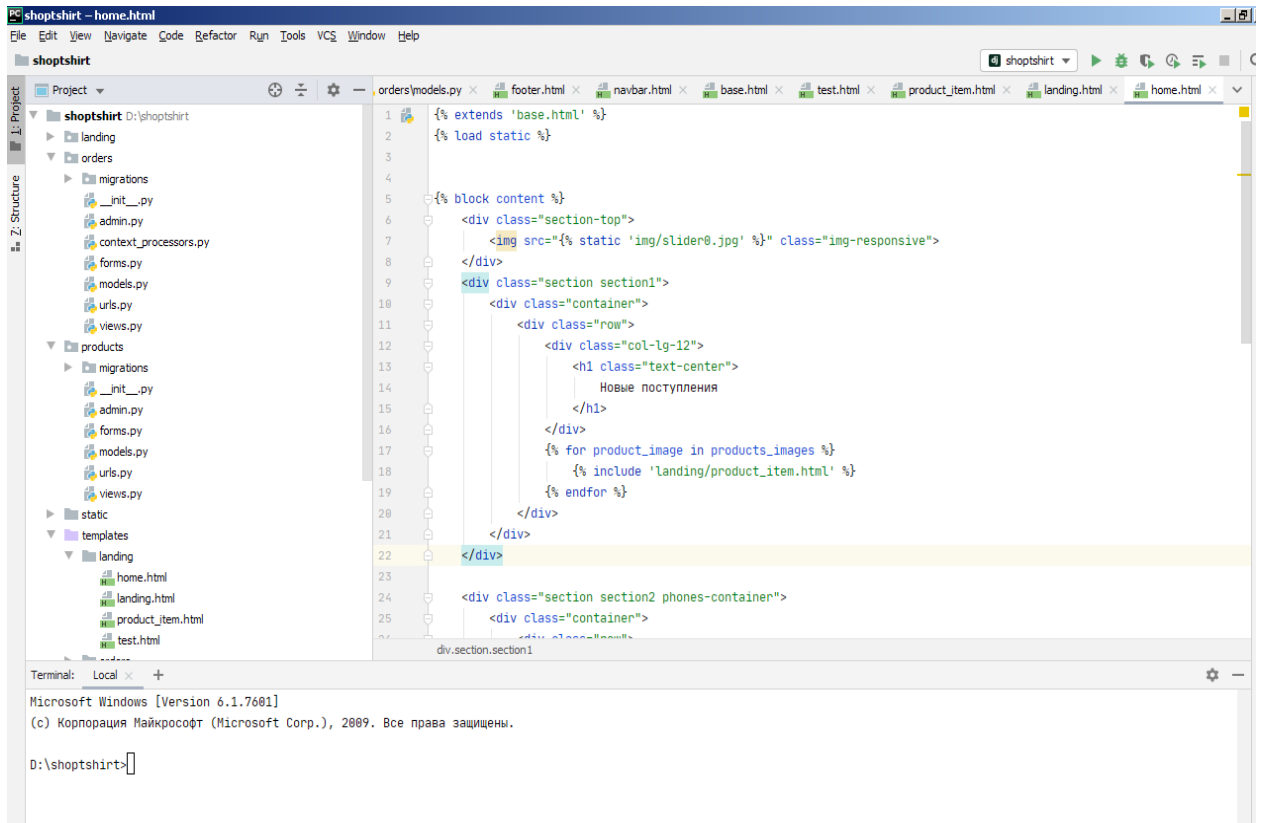 PC shoptshirt – home.html
File Edit View Navigate Code Refactor Run Tools VCS Window Help
shoptshirt
dj shoptshirt
1: Project
Z: Structure
Project
orders\models.py footer.html navbar.html base.html test.html product_item.html landing.html home.html
shoptshirt D:\shoptshirt
landing
orders
migrations
__init__.py
admin.py
context_processors.py
forms.py
models.py
urls.py
views.py
products
migrations
__init__.py
admin.py
forms.py
models.py
urls.py
views.py
static
templates
landing
home.html
landing.html
product_item.html
test.html
1 {% extends 'base.html' %}
2 {% load static %}
3
4
5 {% block content %}
6 <div class="section-top">
7 <img src="{% static 'img/slider0.jpg' %}" class="img-responsive">
8 </div>
9 <div class="section section1">
10 <div class="container">
11 <div class="row">
12 <div class="col-lg-12">
13 <h1 class="text-center">
14 Новые поступления
15 </h1>
16 </div>
17 {% for product_image in products_images %}
18 {% include 'landing/product_item.html' %}
19 {% endfor %}
20 </div>
21 </div>
22 </div>
23
24 <div class="section section2 phones-container">
25 <div class="container">
div.section.section1
Terminal: Local +
Microsoft Windows [Version 6.1.7601]
(c) Корпорация Майкрософт (Microsoft Corp.), 2009. Все права защищены.
D:\shoptshirt>